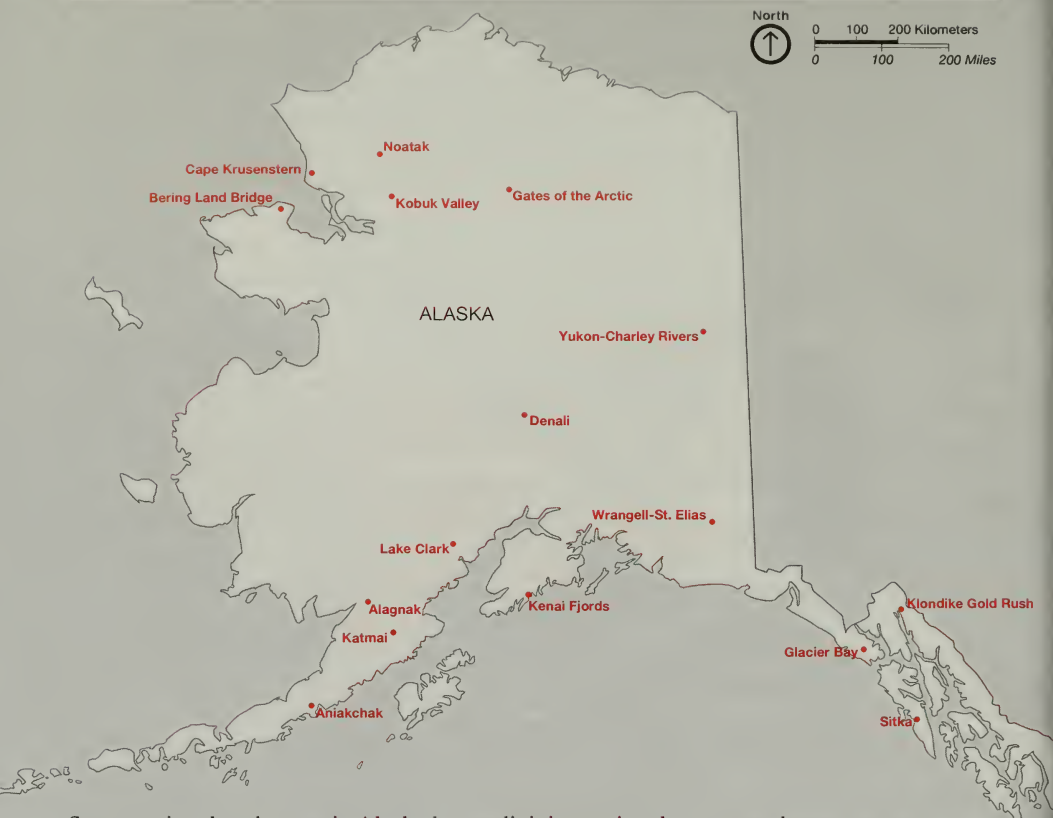 North
0 100 200 Kilometers
0 100 200 Miles
Noatak
Cape Krusenstern
Bering Land Bridge
Kobuk Valley
Gates of the Arctic
ALASKA
Yukon-Charley Rivers
Denali
Wrangell-St. Elias
Lake Clark
Alagnak
Kenai Fjords
Klondike Gold Rush
Katmai
Glacier Bay
Aniakchak
Sitka